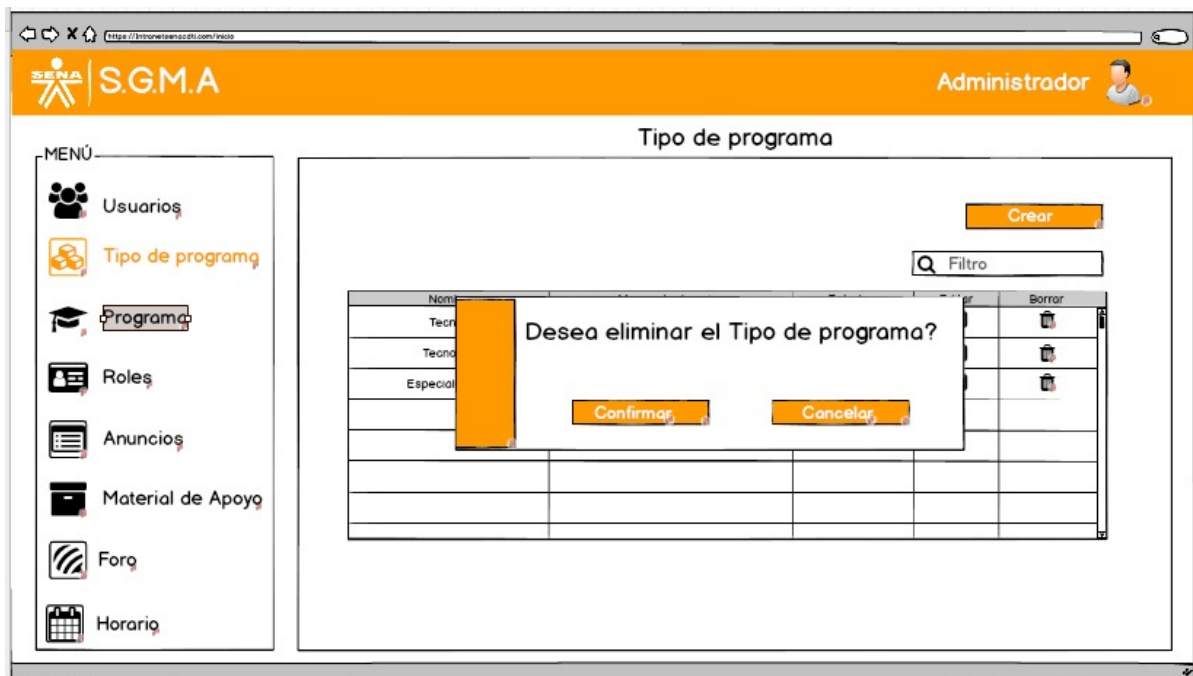 SENA
S.G.M.A
Administrador
Tipo de programa
MENÚ
Usuarios
Tipo de programa
Programa
Roles
Anuncios
Material de Apoyo
Foro
Horario
Crear
Filtro
Borrar
Desea eliminar el Tipo de programa?
Confirmar
Cancelar